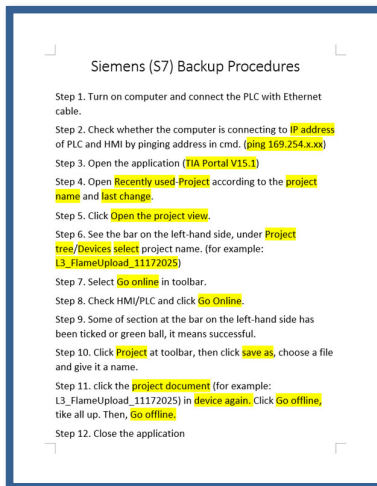 Siemens (S7) Backup Procedures
Step 1. Turn on computer and connect the PLC with Ethernet
cable.
Step 2. Check whether the computer is connecting to IP address
of PLC and HMI by pinging address in cmd. (ping 169.254.x.xx)
Step 3. Open the application (TIA Portal V15.1)
Step 4. Open Recently used-Project according to the project
name and last change.
Step 5. Click Open the project view.
Step 6. See the bar on the left-hand side, under Project
tree/Devices select project name. (for example:
L3_FlameUpload_11172025)
Step 7. Select Go online in toolbar.
Step 8. Check HMI/PLC and click Go Online.
Step 9. Some of section at the bar on the left-hand side has
been ticked or green ball, it means successful.
Step 10. Click Project at toolbar, then click save as, choose a file
and give it a name.
Step 11. click the project document (for example:
L3_FlameUpload_11172025) in device again. Click Go offline,
tike all up. Then, Go offline.
Step 12. Close the application